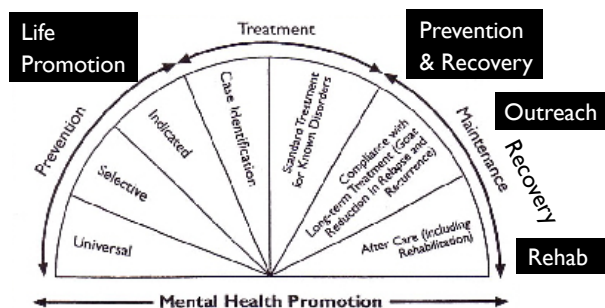 Life
Promotion
Treatment
Prevention
& Recovery
Prevention
Universal
Selective
Indicated
Case Identification
Standard Treatment
for Known Disorders
Compliance with
Long-term Treatment (Goat
Reduction in Relapse and
Recurrence)
After Care (Including
Rehabilitation)
Maintenance
Outreach
Recovery
Rehab
Mental Health Promotion